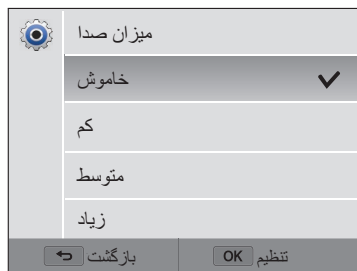 میزان صدا
خاموش
کم
متوسط
زیاد
بازگشت
تنظیم OK